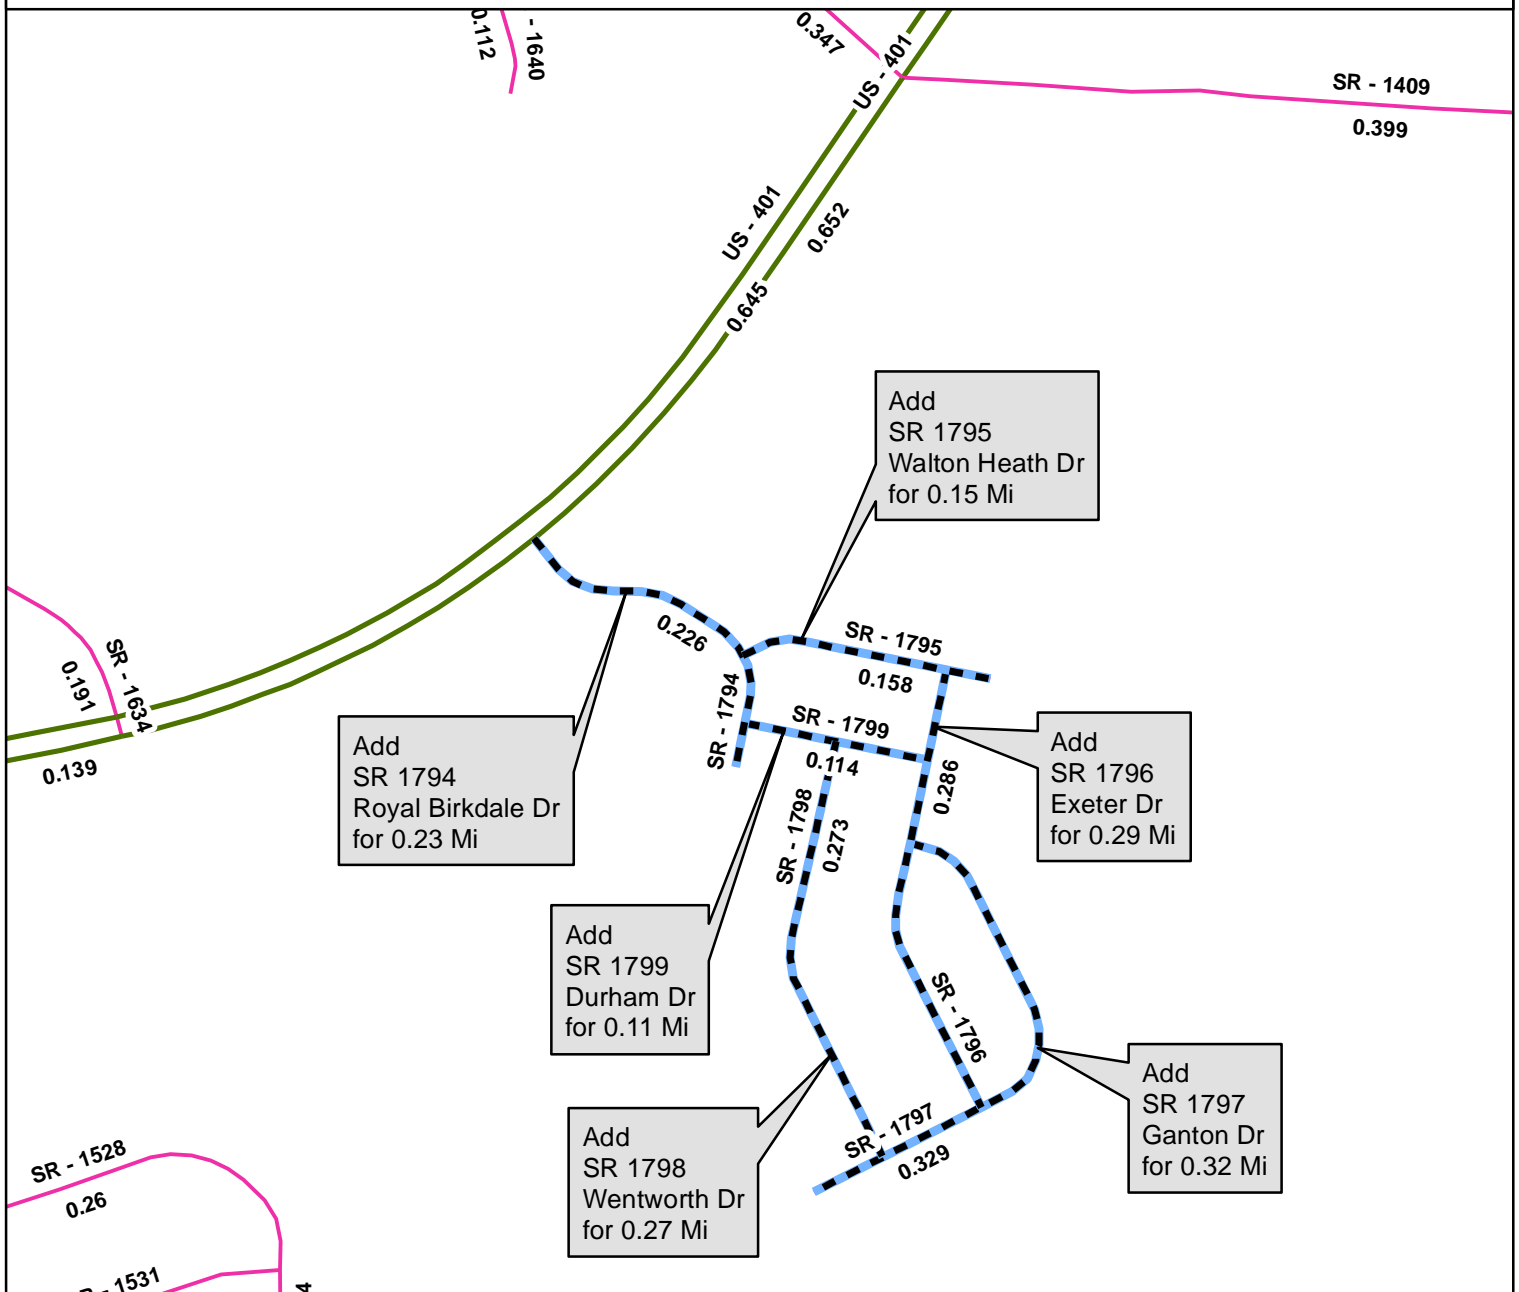 0.112
- 1640
0.347
US - 401
SR - 1409
0.399
US - 401
0.652
0.645
Add
SR 1795
Walton Heath Dr
for 0.15 Mi
0.226
SR - 1795
0.158
SR - 1634
0.191
0.139
SR - 1794
SR - 1799
0.114
Add
SR 1794
Royal Birkdale Dr
for 0.23 Mi
Add
SR 1796
Exeter Dr
for 0.29 Mi
0.286
SR - 1798
0.273
Add
SR 1799
Durham Dr
for 0.11 Mi
SR - 1796
Add
SR 1797
Ganton Dr
for 0.32 Mi
SR - 1797
0.329
Add
SR 1798
Wentworth Dr
for 0.27 Mi
SR - 1528
0.26
- 1531
4